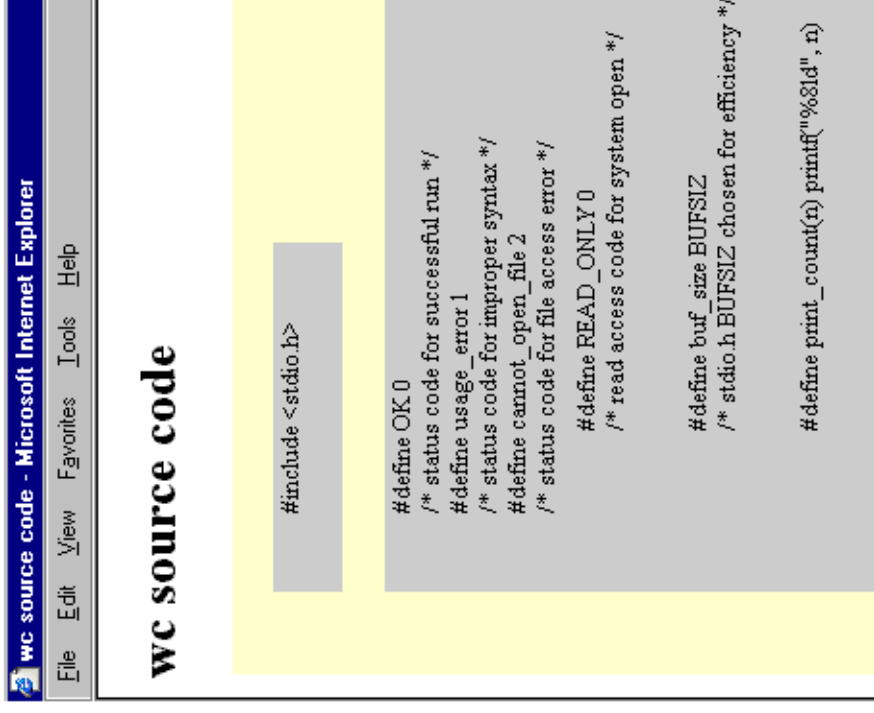 wc source code - Microsoft Internet Explorer
File Edit View Favorites Tools Help
wc source code
#include <stdio.h>
#define OK 0
/* status code for successful run */
#define usage_error 1
/* status code for improper syntax */
#define cannot_open_file 2
/* status code for file access error */
#define READ_ONLY 0
/* read access code for system open */
#define buf_size BUFSIZ
/* stdio.h BUFSIZ chosen for efficiency */
#define print_count(n) printf("%8ld", n)